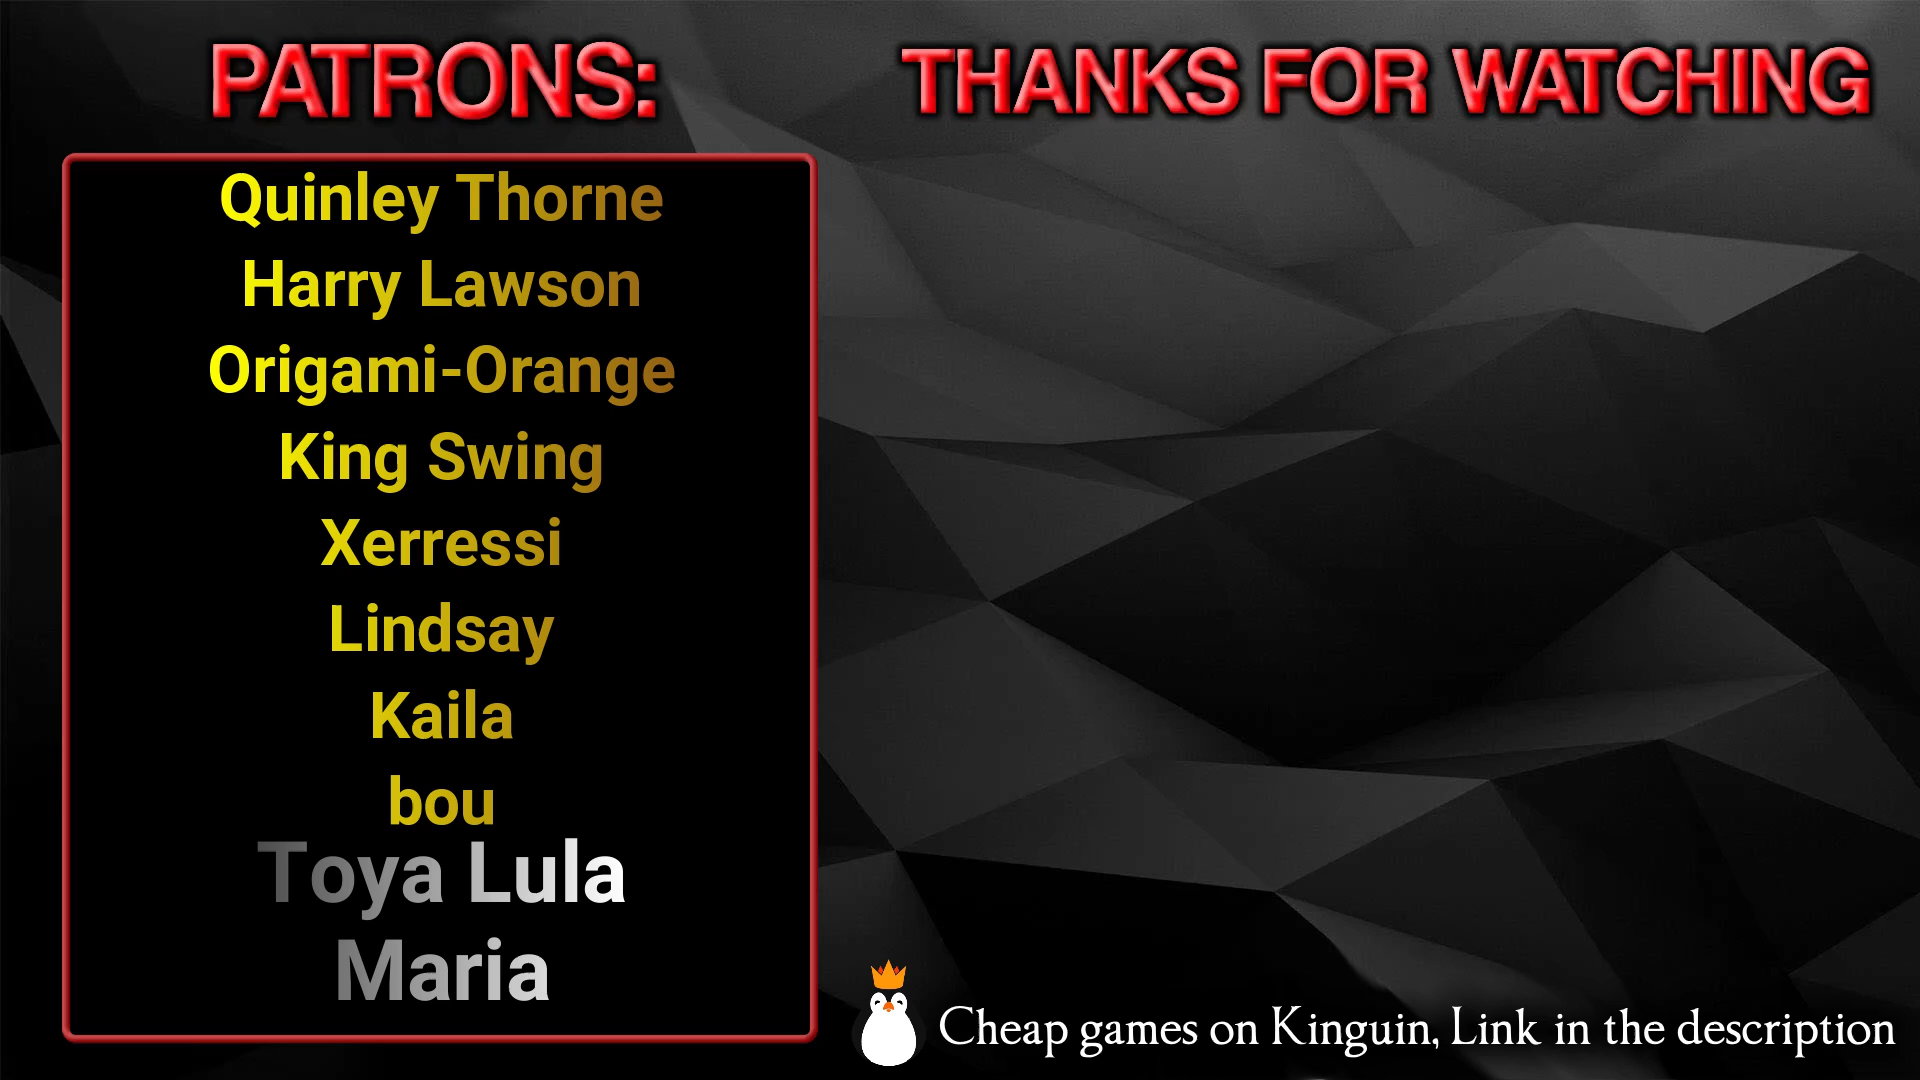 PATRONS:
THANKS FOR WATCHING
Quinley Thorne
Harry Lawson
Origami-Orange
King Swing
Xerressi
Lindsay
Kaila
bou
Toya Lula
Maria
Cheap games on Kinguin, Link in the description